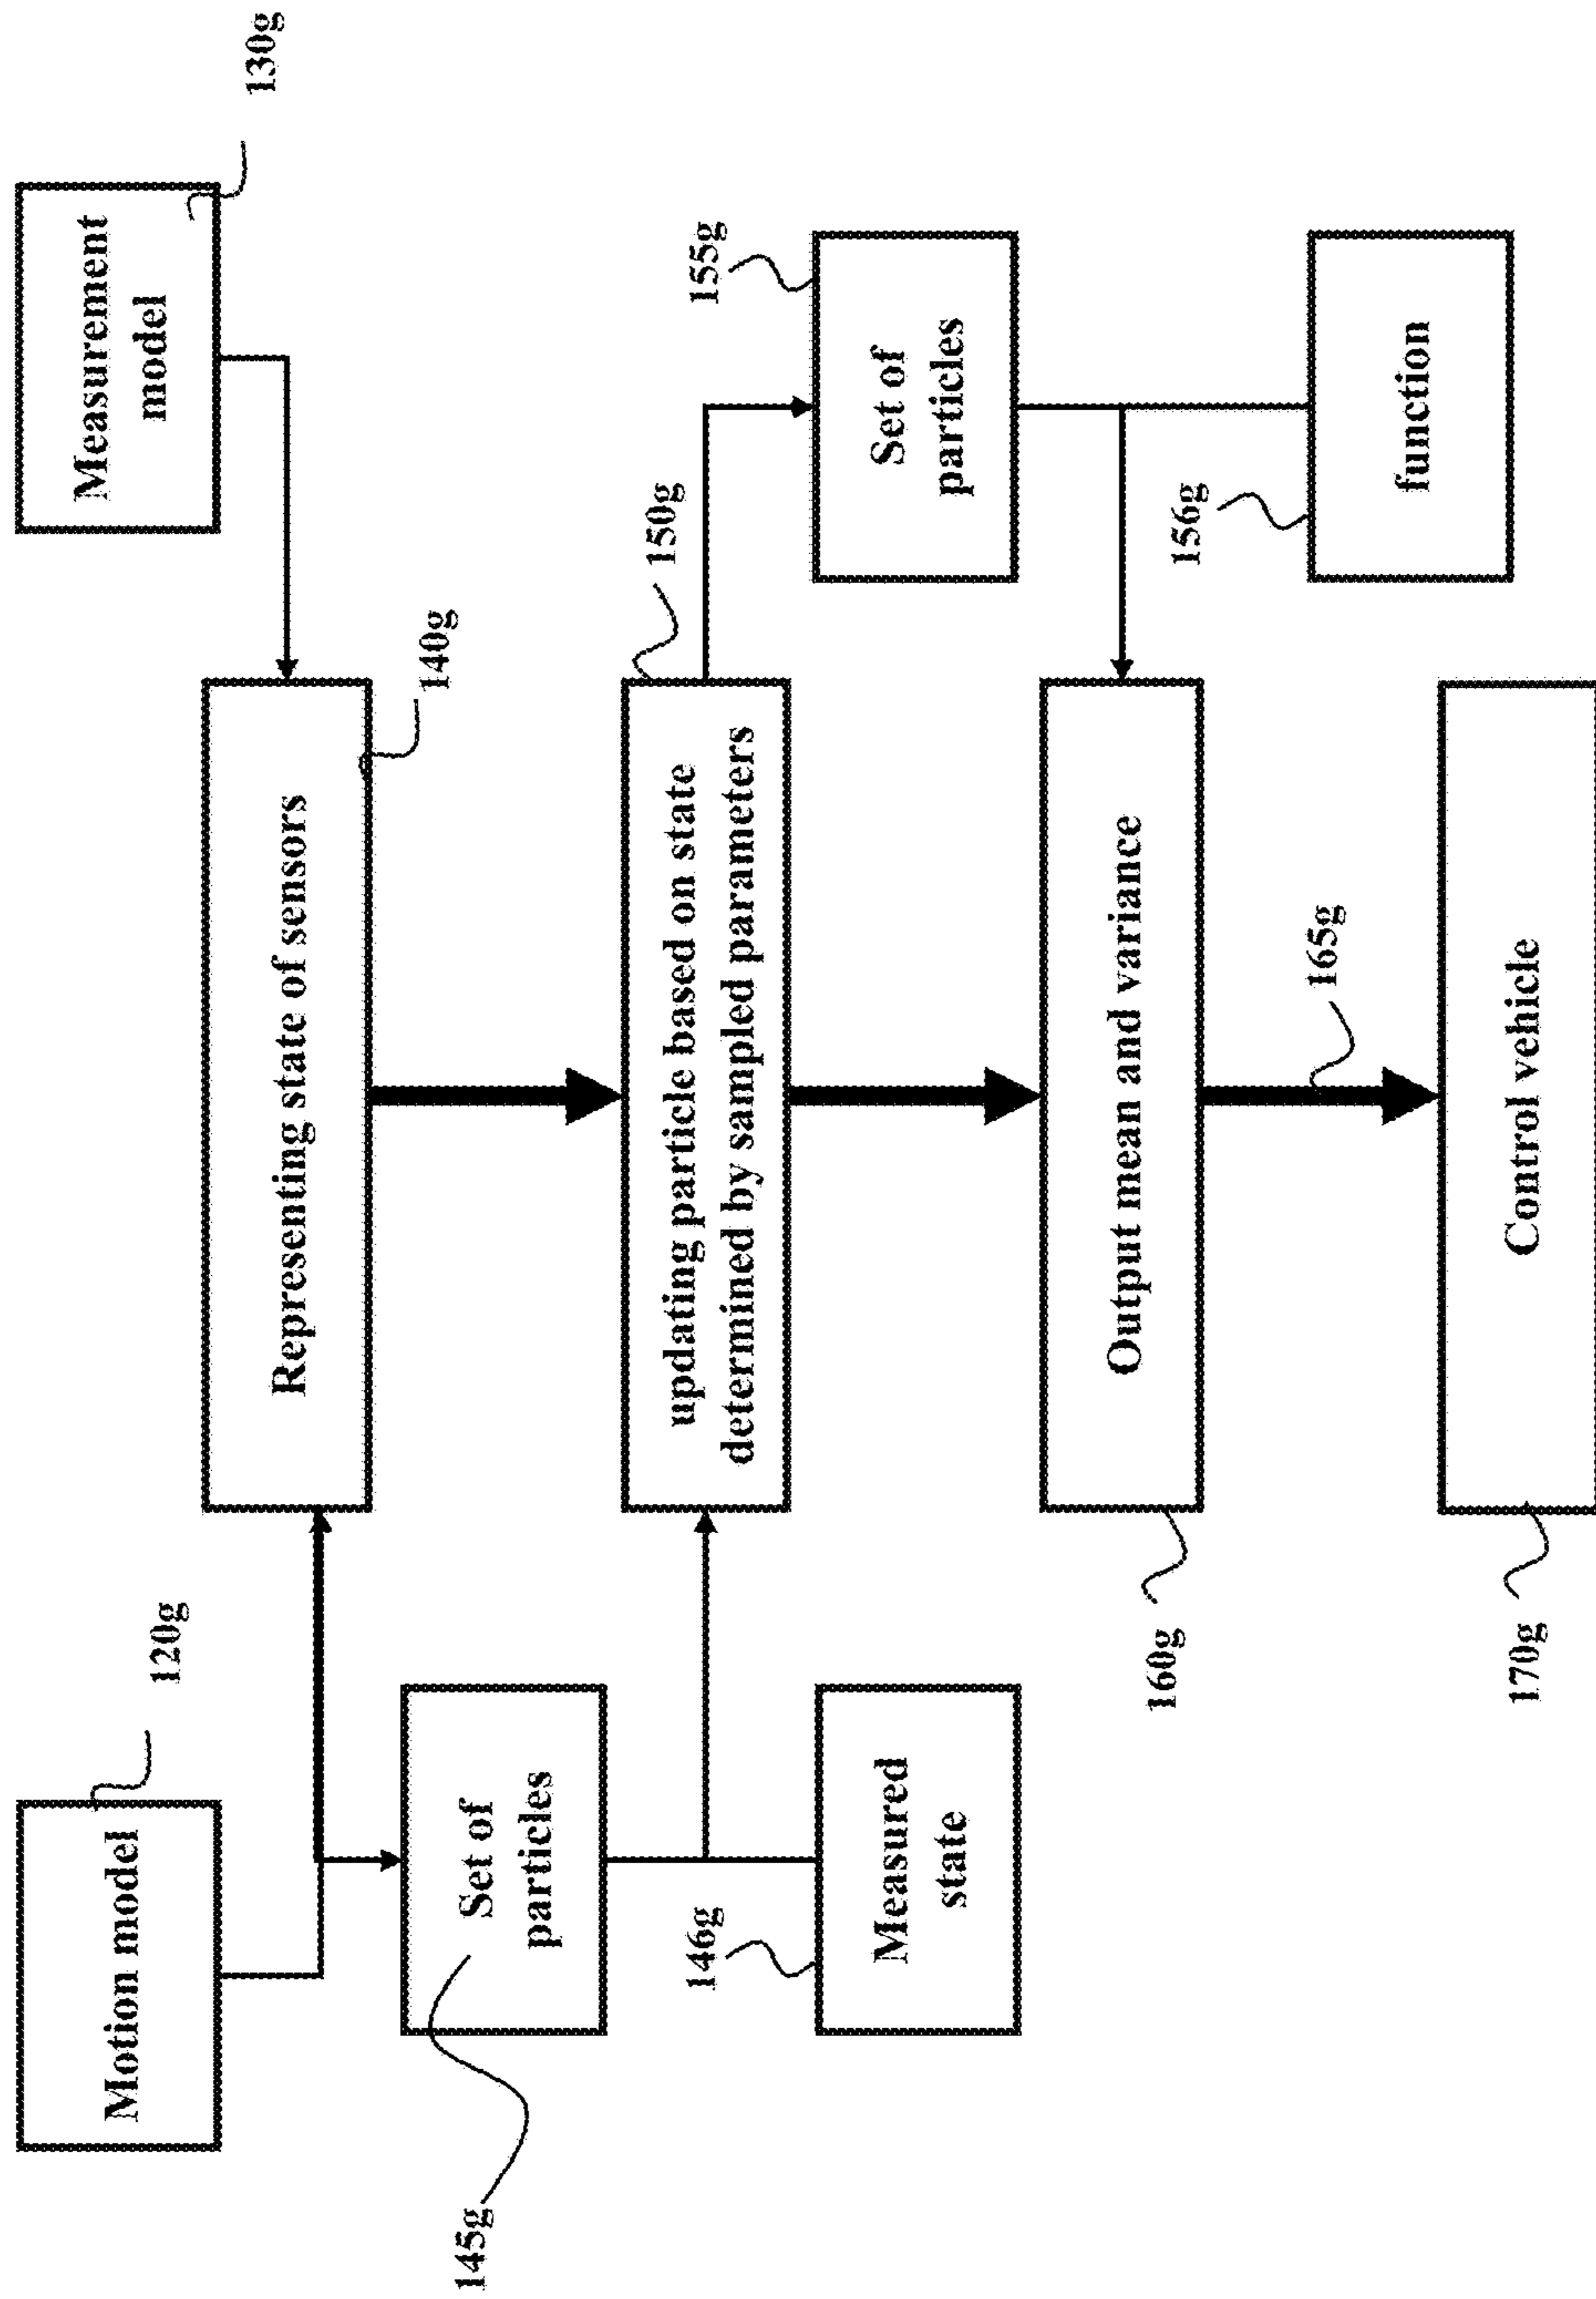 Motion model
120g
Measurement
model
130g
Representing state of sensors
140g
145g
Set of
particles
updating particle based on state
determined by sampled parameters
150g
155g
Set of
particles
146g
Measured
state
Output mean and variance
160g
156g
function
165g
Control vehicle
170g